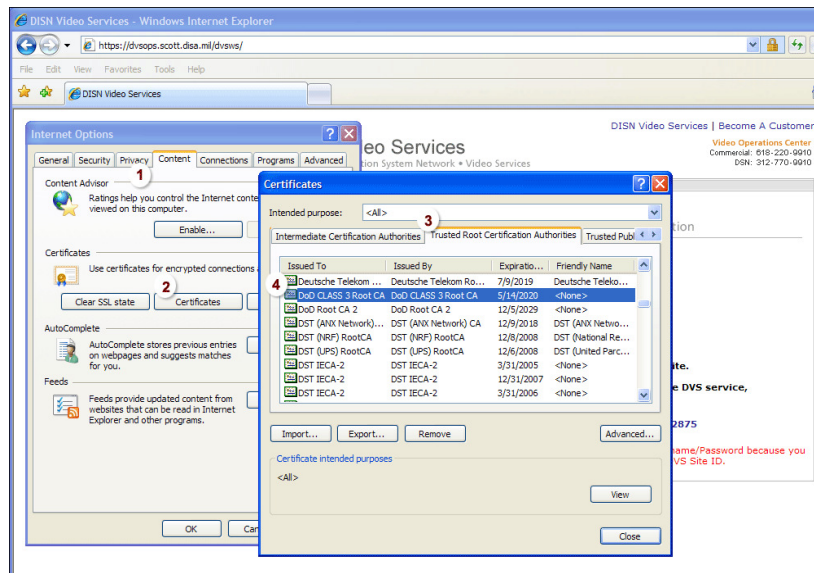 DISN Video Services - Windows Internet Explorer
https://dvsops.scott.disa.mil/dvsws/
File Edit View Favorites Tools Help
DISN Video Services
DISN Video Services | Become A Customer
Video Operations Center
Commercial: 618-220-9910
DSN: 312-770-9910
eo Services
tion System Network • Video Services
Internet Options
General Security Privacy Content Connections Programs Advanced
1
Content Advisor
Ratings help you control the Internet conte
viewed on this computer.
Enable...
Certificates
Use certificates for encrypted connections
2
Clear SSL state Certificates
AutoComplete
AutoComplete stores previous entries
on webpages and suggests matches
for you.
Feeds
Feeds provide updated content from
websites that can be read in Internet
Explorer and other programs.
OK Can
Certificates
Intended purpose: <All>
3
Intermediate Certification Authorities Trusted Root Certification Authorities Trusted Publ
Issued To Issued By Expiratio... Friendly Name
Deutsche Telekom ... Deutsche Telekom Ro... 7/9/2019 Deutsche Teleko...
4 DoD CLASS 3 Root CA DoD CLASS 3 Root CA 5/14/2020 <None>
DoD Root CA 2 DoD Root CA 2 12/5/2029 <None>
DST (ANX Network)... DST (ANX Network) CA 12/9/2018 DST (ANX Netwo...
DST (NRF) RootCA DST (NRF) RootCA 12/8/2008 DST (National Re...
DST (UPS) RootCA DST (UPS) RootCA 12/6/2008 DST (United Parc...
DST IECA-2 DST IECA-2 3/31/2005 <None>
DST IECA-2 DST IECA-2 12/31/2007 <None>
DST IECA-2 DST IECA-2 3/31/2006 <None>
Import... Export... Remove Advanced...
Certificate intended purposes
<All>
View
Close
tion
ite.
e DVS service,
2875
name/Password because you
VS Site ID.